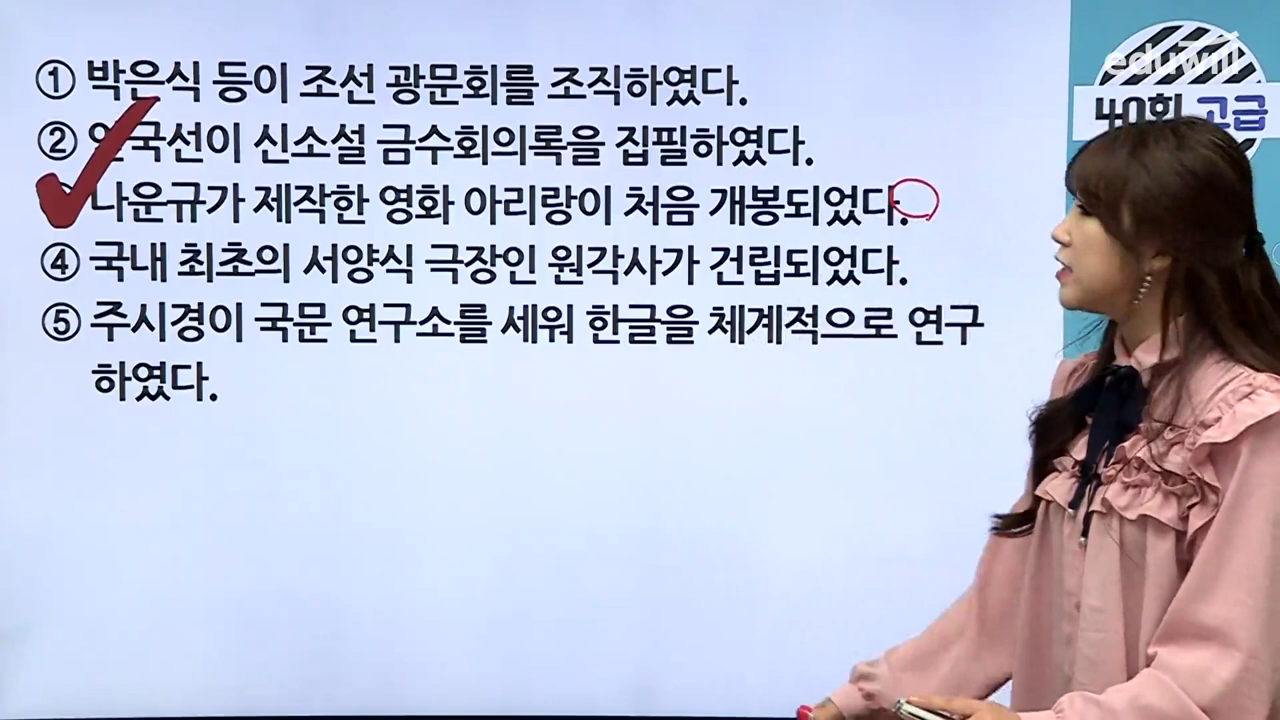 ① 박은식 등이 조선 광문회를 조직하였다.
② 안국선이 신소설 금수회의록을 집필하였다.
나운규가 제작한 영화 아리랑이 처음 개봉되었다.
④ 국내 최초의 서양식 극장인 원각사가 건립되었다.
⑤ 주시경이 국문 연구소를 세워 한글을 체계적으로 연구
하였다.
eduwill
40회 고급